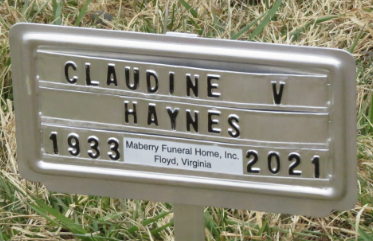 CLAUDINE V
HAYNES
1933 Maberry Funeral Home, Inc. 2021
Floyd, Virginia